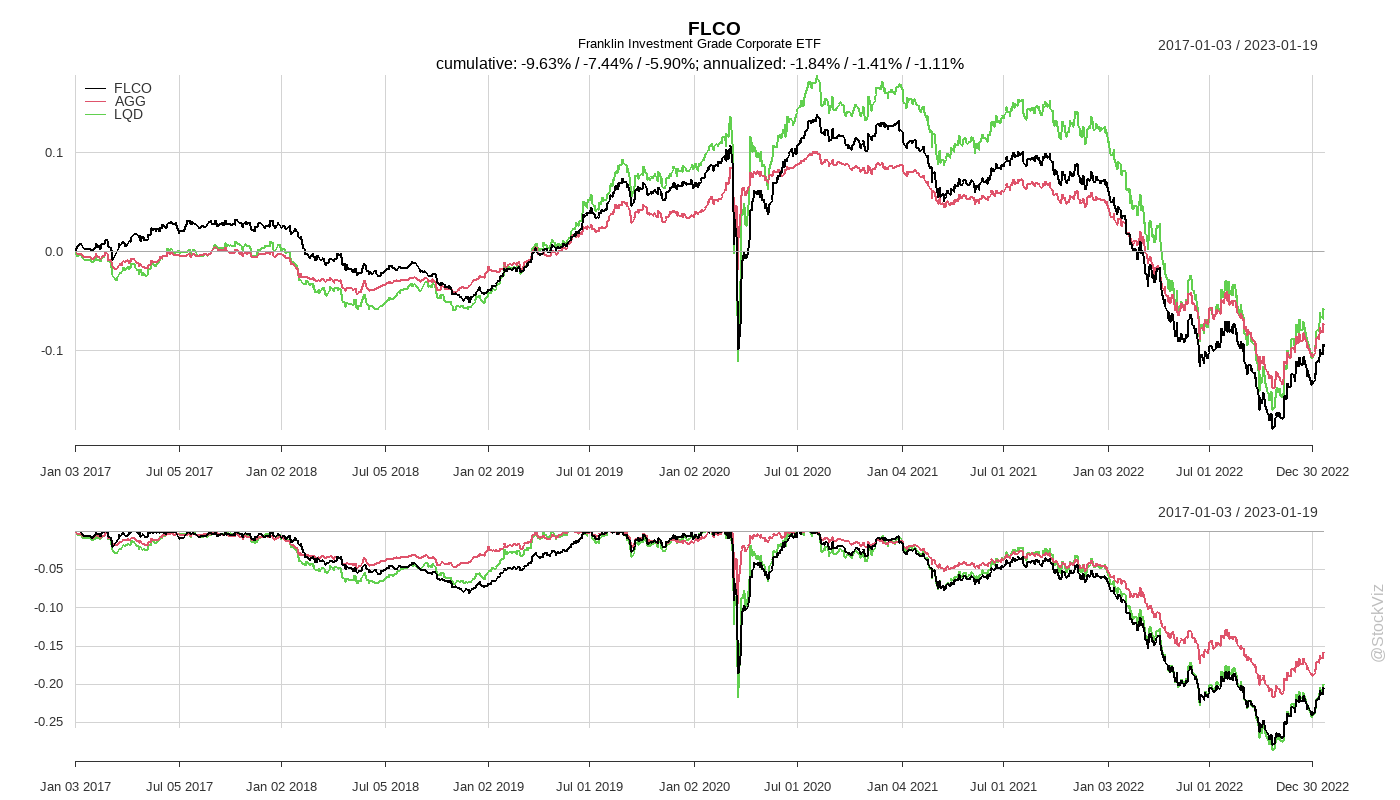 FLCO
Franklin Investment Grade Corporate ETF
2017-01-03 / 2023-01-19
cumulative: -9.63% / -7.44% / -5.90%; annualized: -1.84% / -1.41% / -1.11%
FLCO
AGG
LQD
0.1
0.0
-0.1
Jan 03 2017 Jul 05 2017 Jan 02 2018 Jul 05 2018 Jan 02 2019 Jul 01 2019 Jan 02 2020 Jul 01 2020 Jan 04 2021 Jul 01 2021 Jan 03 2022 Jul 01 2022 Dec 30 2022
2017-01-03 / 2023-01-19
-0.05
-0.10
-0.15
-0.20
-0.25
Jan 03 2017 Jul 05 2017 Jan 02 2018 Jul 05 2018 Jan 02 2019 Jul 01 2019 Jan 02 2020 Jul 01 2020 Jan 04 2021 Jul 01 2021 Jan 03 2022 Jul 01 2022 Dec 30 2022
@StockViz